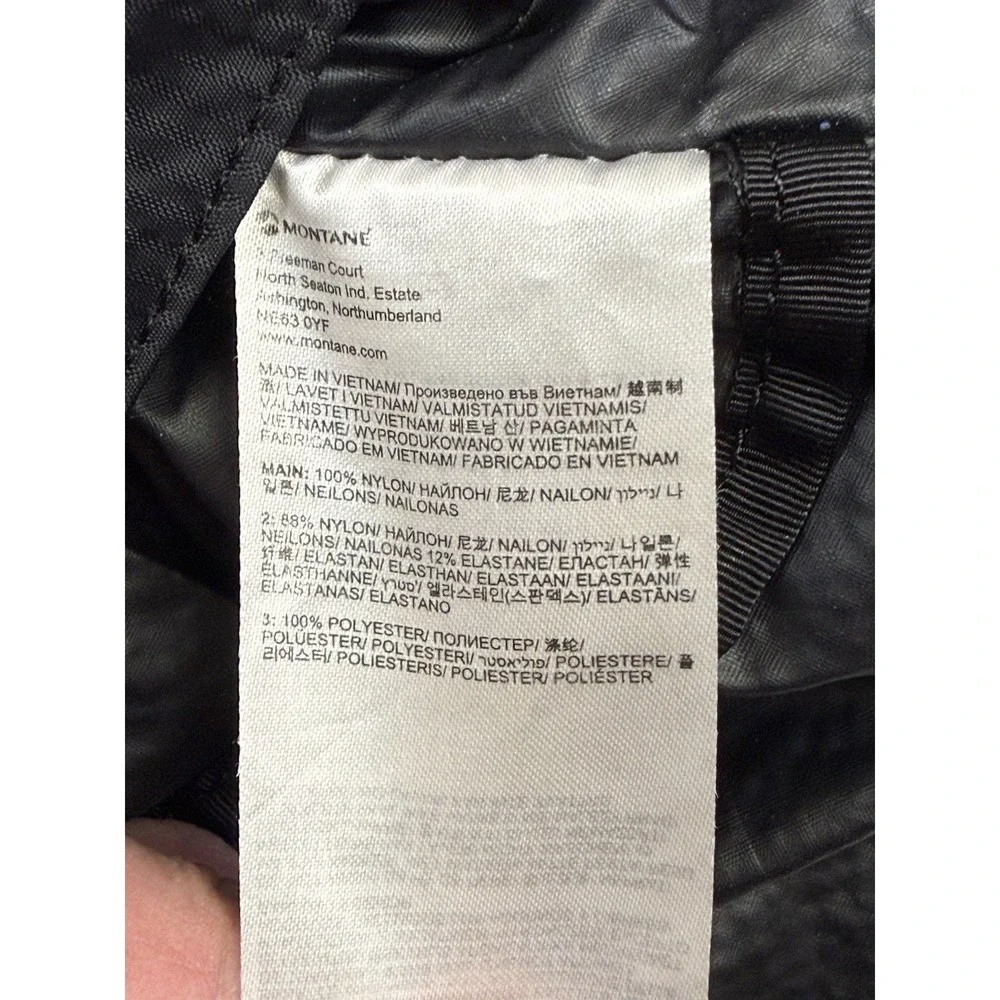 MONTANE
Freeman Court
North Seaton Ind. Estate
Ashington, Northumberland
NE63 0YF
www.montane.com
MADE IN VIETNAM/ Произведено във Виетнам/ 越南制
造/ LAVET I VIETNAM/ VALMISTATUD VIETNAMIS/
VALMISTETTU VIETNAM/ 베트남 산/ PAGAMINTA
VIETNAME/ WYPRODUKOWANO W WIETNAMIE/
FABRICADO EM VIETNAM/ FABRICADO EN VIETNAM
MAIN: 100% NYLON/ НАЙЛОН/ 尼龙/ NAILON/ ניילון/ 나
일론/ NEILONS/ NAILONAS
2: 88% NYLON/ НАЙЛОН/ 尼龙/ NAILON/ ניילון/ 나일론/
NEILONS/ NAILONAS 12% ELASTANE/ ЕЛАСТАН/ 弹性
纤维/ ELASTAN/ ELASTHAN/ ELASTAAN/ ELASTAANI/
ELASTHANNE/ סטרץ'/ 엘라스테인(스판덱스)/ ELASTĀNS/
ELASTANAS/ ELASTANO
3: 100% POLYESTER/ ПОЛИЕСТЕР/ 涤纶/
POLÜESTER/ POLYESTERI/ פוליאסטר/ POLIESTERE/ 폴
리에스터/ POLIESTERIS/ POLIESTER/ POLIÉSTER